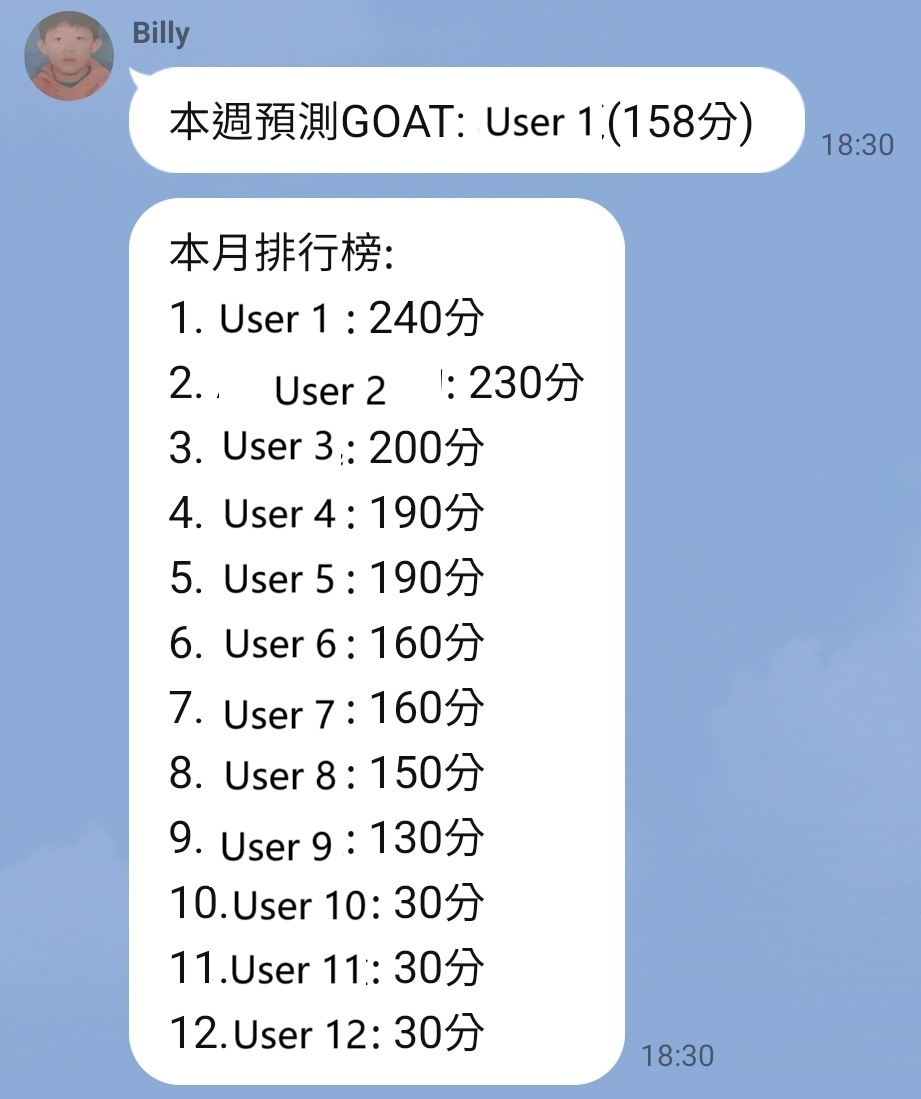 Billy
本週預測GOAT: User 1 (158分)
18:30
本月排行榜:
1. User 1 : 240分
2. User 2 : 230分
3. User 3 : 200分
4. User 4 : 190分
5. User 5 : 190分
6. User 6 : 160分
7. User 7 : 160分
8. User 8 : 150分
9. User 9 : 130分
10.User 10: 30分
11.User 11: 30分
12.User 12: 30分
18:30